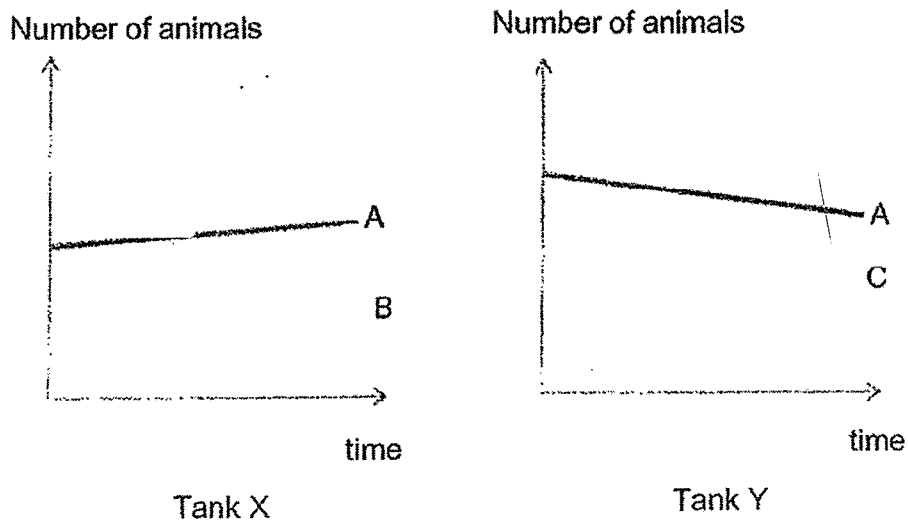 Number of animals
A
B
time
Tank X
Number of animals
A
C
time
Tank Y